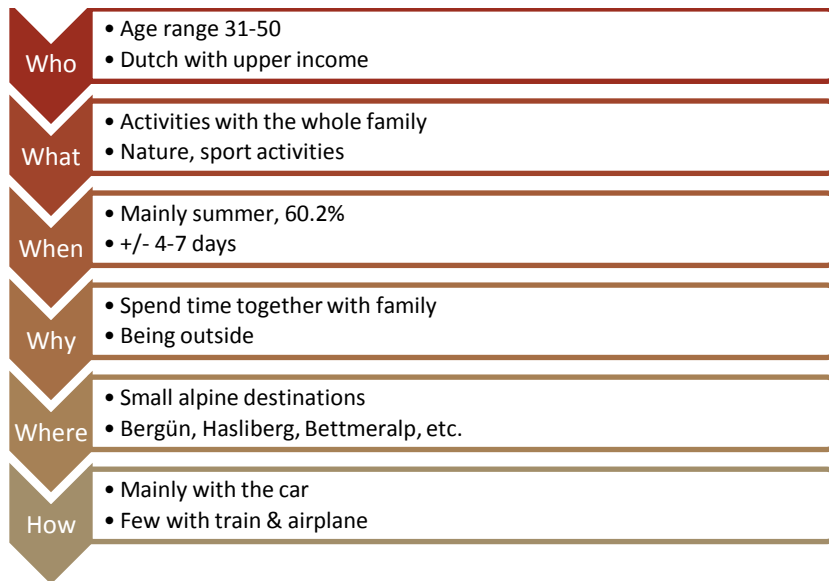 Who
• Age range 31-50
• Dutch with upper income
What
• Activities with the whole family
• Nature, sport activities
When
• Mainly summer, 60.2%
• +/- 4-7 days
Why
• Spend time together with family
• Being outside
Where
• Small alpine destinations
• Bergün, Hasliberg, Bettmeralp, etc.
How
• Mainly with the car
• Few with train & airplane